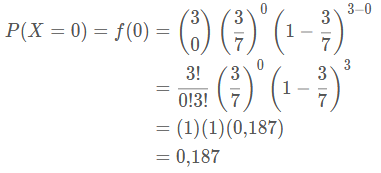 P(X = 0) = f(0) = \binom{3}{0} \left(\frac{3}{7}\right)^0 \left(1 - \frac{3}{7}\right)^{3-0}
= \frac{3!}{0!3!} \left(\frac{3}{7}\right)^0 \left(1 - \frac{3}{7}\right)^3
= (1)(1)(0,187)
= 0,187